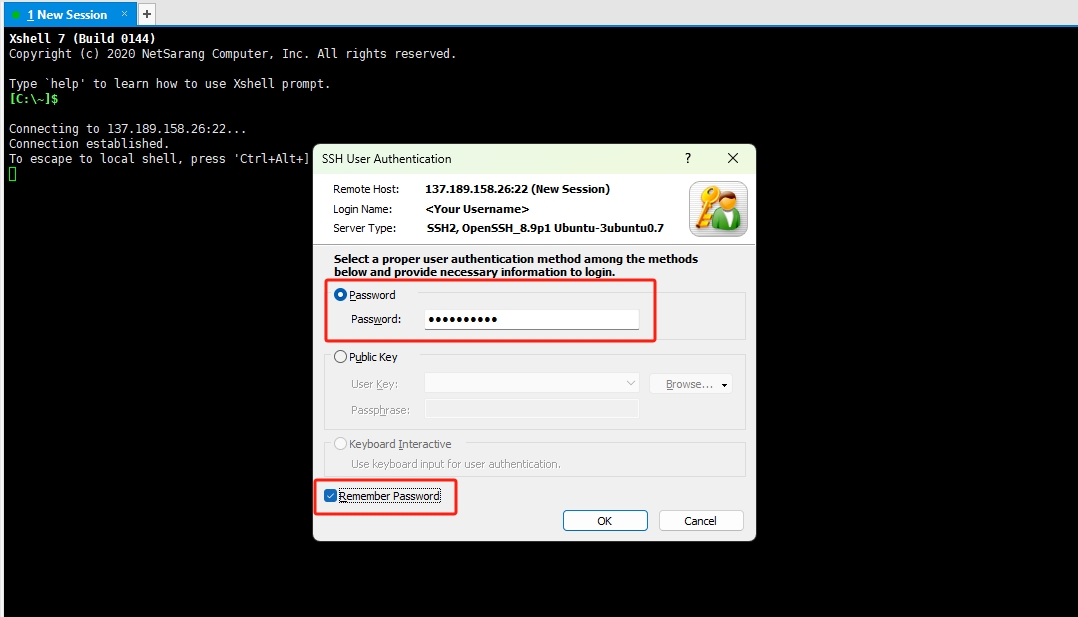 1 New Session × +
Xshell 7 (Build 0144)
Copyright (c) 2020 NetSarang Computer, Inc. All rights reserved.
Type `help' to learn how to use Xshell prompt.
[C:\~]$
Connecting to 137.189.158.26:22...
Connection established.
To escape to local shell, press 'Ctrl+Alt+]
SSH User Authentication ? ×
Remote Host: 137.189.158.26:22 (New Session)
Login Name: <Your Username>
Server Type: SSH2, OpenSSH_8.9p1 Ubuntu-3ubuntu0.7
Select a proper user authentication method among the methods
below and provide necessary information to login.
Password
Password: ●●●●●●●●●●
Public Key
User Key: Browse...
Passphrase:
Keyboard Interactive
Use keyboard input for user authentication.
Remember Password
OK Cancel